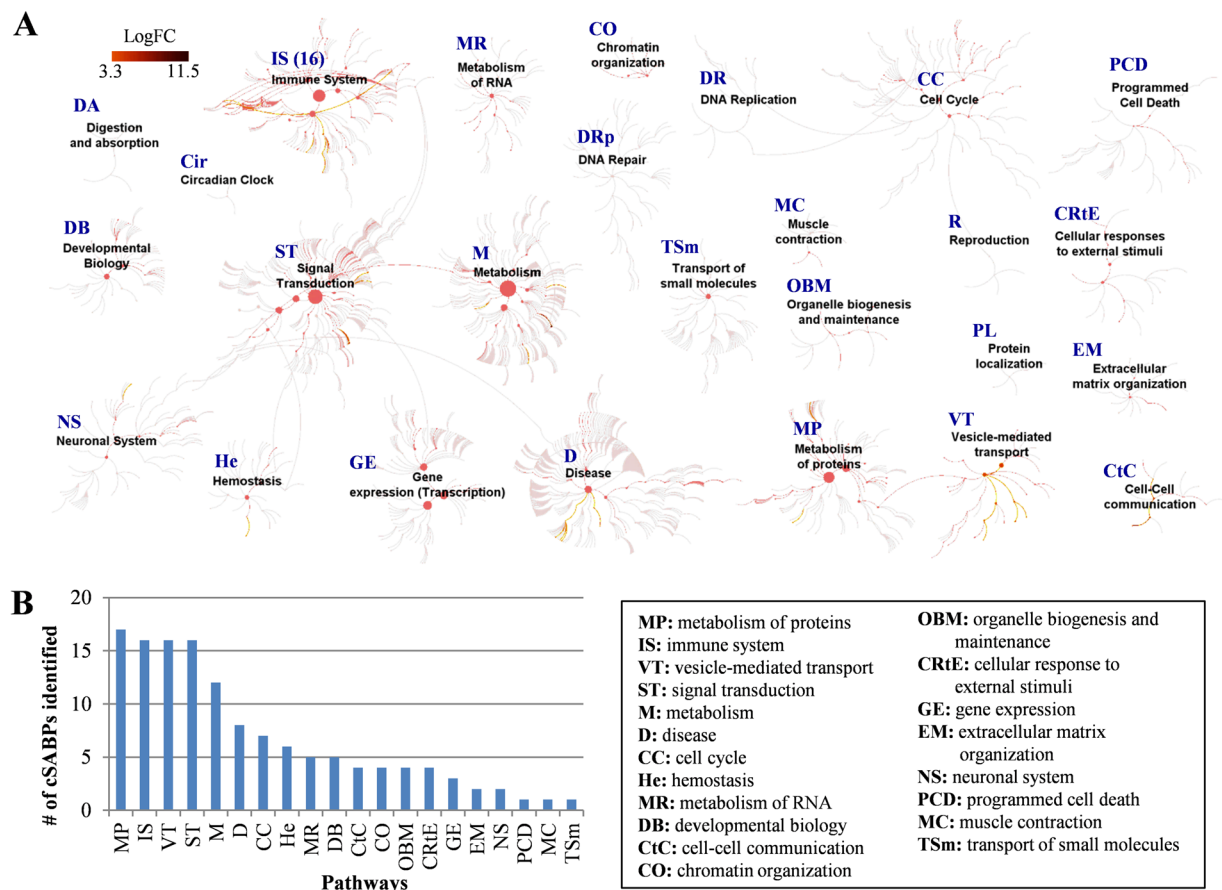 A
LogFC
3.3 11.5
IS (16)
Immune System
MR
Metabolism
of RNA
CO
Chromatin
organization
DR
DNA Replication
CC
Cell Cycle
PCD
Programmed
Cell Death
DA
Digestion
and absorption
Cir
Circadian Clock
DRp
DNA Repair
DB
Developmental
Biology
ST
Signal
Transduction
M
Metabolism
TSm
Transport of
small molecules
MC
Muscle
contraction
R
Reproduction
CRtE
Cellular responses
to external stimuli
OBM
Organelle biogenesis
and maintenance
PL
Protein
localization
EM
Extracellular
matrix organization
NS
Neuronal System
He
Hemostasis
GE
Gene
expression (Transcription)
D
Disease
MP
Metabolism
of proteins
VT
Vesicle-mediated
transport
CtC
Cell-Cell
communication
B
# of cSABPs identified
20
15
10
5
0
MP IS VT ST M D CC He MR DB CtC CO OBM CRtE GE EM NS PCD MC TSm
Pathways
MP: metabolism of proteins
IS: immune system
VT: vesicle-mediated transport
ST: signal transduction
M: metabolism
D: disease
CC: cell cycle
He: hemostasis
MR: metabolism of RNA
DB: developmental biology
CtC: cell-cell communication
CO: chromatin organization
OBM: organelle biogenesis and
maintenance
CRtE: cellular response to
external stimuli
GE: gene expression
EM: extracellular matrix
organization
NS: neuronal system
PCD: programmed cell death
MC: muscle contraction
TSm: transport of small molecules